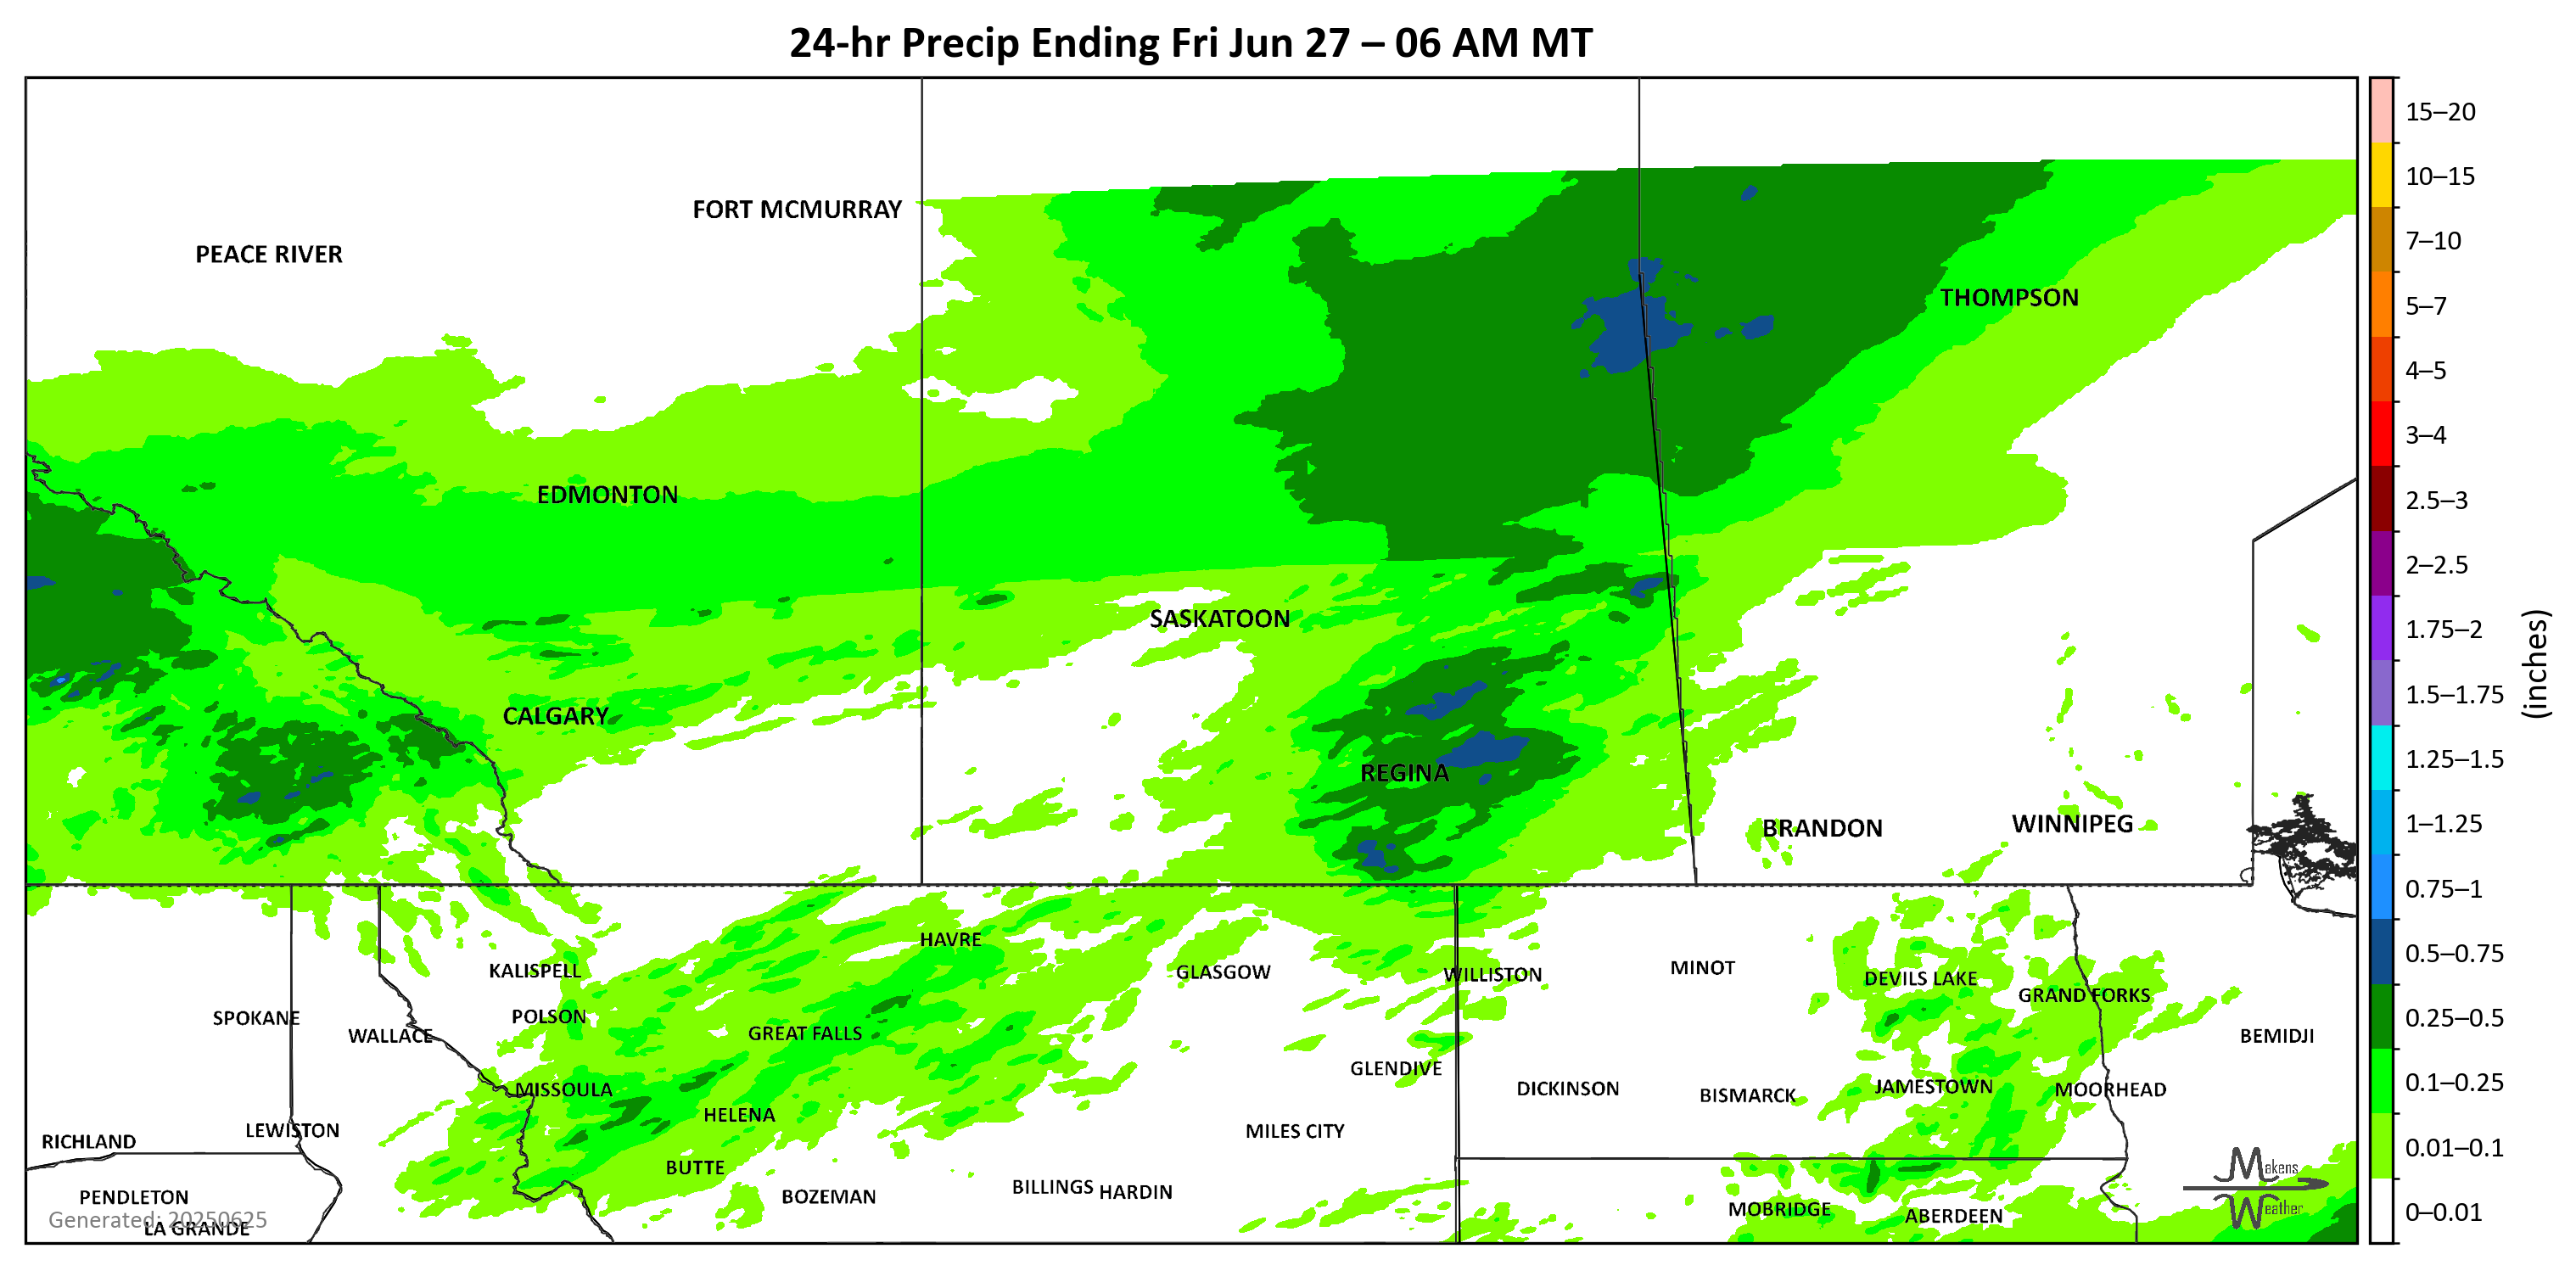 24-hr Precip Ending Fri Jun 27 – 06 AM MT
FORT MCMURRAY
PEACE RIVER
THOMPSON
EDMONTON
SASKATOON
CALGARY
REGINA
BRANDON
WINNIPEG
HAVRE
KALISPELL
GLASGOW
WILLISTON
MINOT
DEVILS LAKE
GRAND FORKS
SPOKANE
POLSON
WALLACE
GREAT FALLS
BEMIDJI
GLENDIVE
MISSOULA
DICKINSON
BISMARCK
JAMESTOWN
MOORHEAD
HELENA
RICHLAND
LEWISTON
MILES CITY
BUTTE
PENDLETON
BOZEMAN
BILLINGS
HARDIN
MOBRIDGE
ABERDEEN
Generated: 20250625
LA GRANDE
Makens
Weather
15–20
10–15
7–10
5–7
4–5
3–4
2.5–3
2–2.5
1.75–2
1.5–1.75
1.25–1.5
1–1.25
0.75–1
0.5–0.75
0.25–0.5
0.1–0.25
0.01–0.1
0–0.01
(inches)